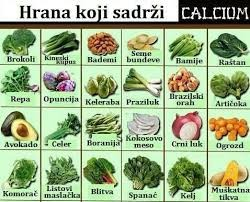 Hrana koji sadrži CALCIUM
Brokoli
Kineski
kupus
Bademi
Seme
bundeve
Bamije
Raštan
Repa
Opuncija
Keleraba
Praziluk
Brazilski
orah
Artičoka
Avokado
Celer
Boranija
Kokosovo
meso
Crni luk
Ogrozd
Komorač
Listovi
maslačka
Blitva
Spanać
Kelj
Muškatna
tikva